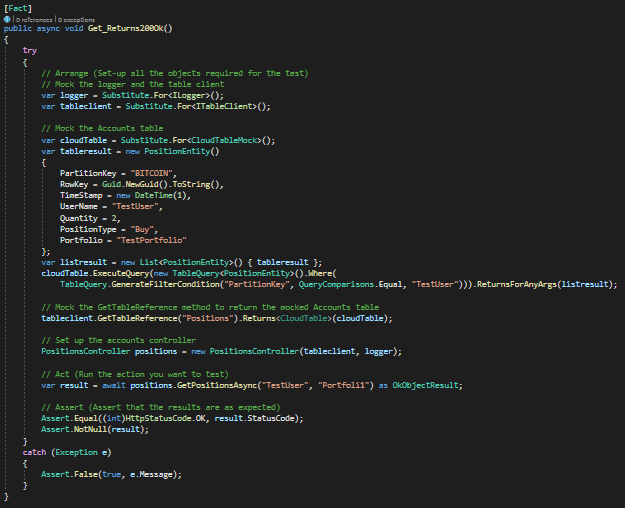 [Fact]
0 references | 0 exceptions
public async void Get_Returns200Ok()
{
try
{
// Arrange (Set-up all the objects required for the test)
// Mock the logger and the table client
var logger = Substitute.For<ILogger>();
var tableclient = Substitute.For<ITableClient>();
// Mock the Accounts table
var cloudTable = Substitute.For<CloudTableMock>();
var tableresult = new PositionEntity()
{
PartitionKey = "BITCOIN",
RowKey = Guid.NewGuid().ToString(),
TimeStamp = new DateTime(1),
UserName = "TestUser",
Quantity = 2,
PositionType = "Buy",
Portfolio = "TestPortfolio"
};
var listresult = new List<PositionEntity>() { tableresult };
cloudTable.ExecuteQuery(new TableQuery<PositionEntity>().Where(
TableQuery.GenerateFilterCondition("PartitionKey", QueryComparisons.Equal, "TestUser"))).ReturnsForAnyArgs(listresult);
// Mock the GetTableReference method to return the mocked Accounts table
tableclient.GetTableReference("Positions").Returns<CloudTable>(cloudTable);
// Set up the accounts controller
PositionsController positions = new PositionsController(tableclient, logger);
// Act (Run the action you want to test)
var result = await positions.GetPositionsAsync("TestUser", "Portfoli1") as OkObjectResult;
// Assert (Assert that the results are as expected)
Assert.Equal((int)HttpStatusCode.OK, result.StatusCode);
Assert.NotNull(result);
}
catch (Exception e)
{
Assert.False(true, e.Message);
}
}